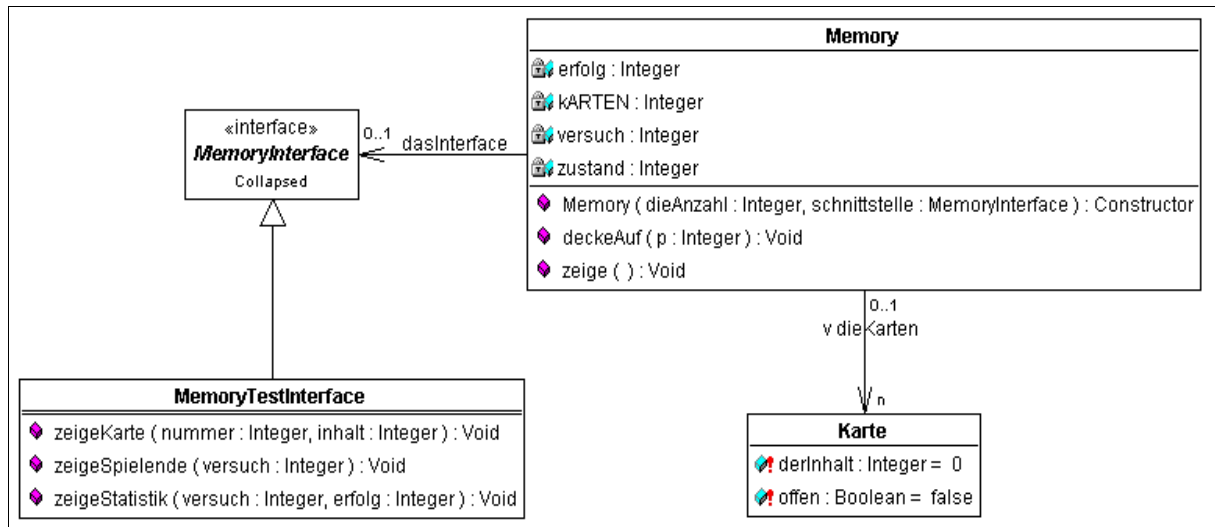 Memory
erfolg : Integer
kARTEN : Integer
versuch : Integer
zustand : Integer
Memory ( dieAnzahl : Integer, schnittstelle : MemoryInterface ) : Constructor
deckeAuf ( p : Integer ) : Void
zeige ( ) : Void
«interface»
MemoryInterface
Collapsed
0..1
dasInterface
0..1
v dieKarten
n
MemoryTestInterface
zeigeKarte ( nummer : Integer, inhalt : Integer ) : Void
zeigeSpielende ( versuch : Integer ) : Void
zeigeStatistik ( versuch : Integer, erfolg : Integer ) : Void
Karte
derInhalt : Integer = 0
offen : Boolean = false